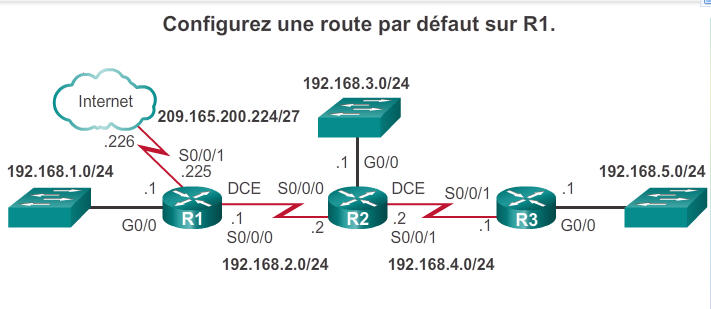 Configurez une route par défaut sur R1.
192.168.3.0/24
Internet
209.165.200.224/27
.226
S0/0/1
.225
192.168.1.0/24
.1
G0/0
R1
DCE
.1
S0/0/0
S0/0/0
.2
192.168.2.0/24
.1
G0/0
R2
DCE
.2
S0/0/1
S0/0/1
.1
192.168.4.0/24
R3
.1
G0/0
192.168.5.0/24